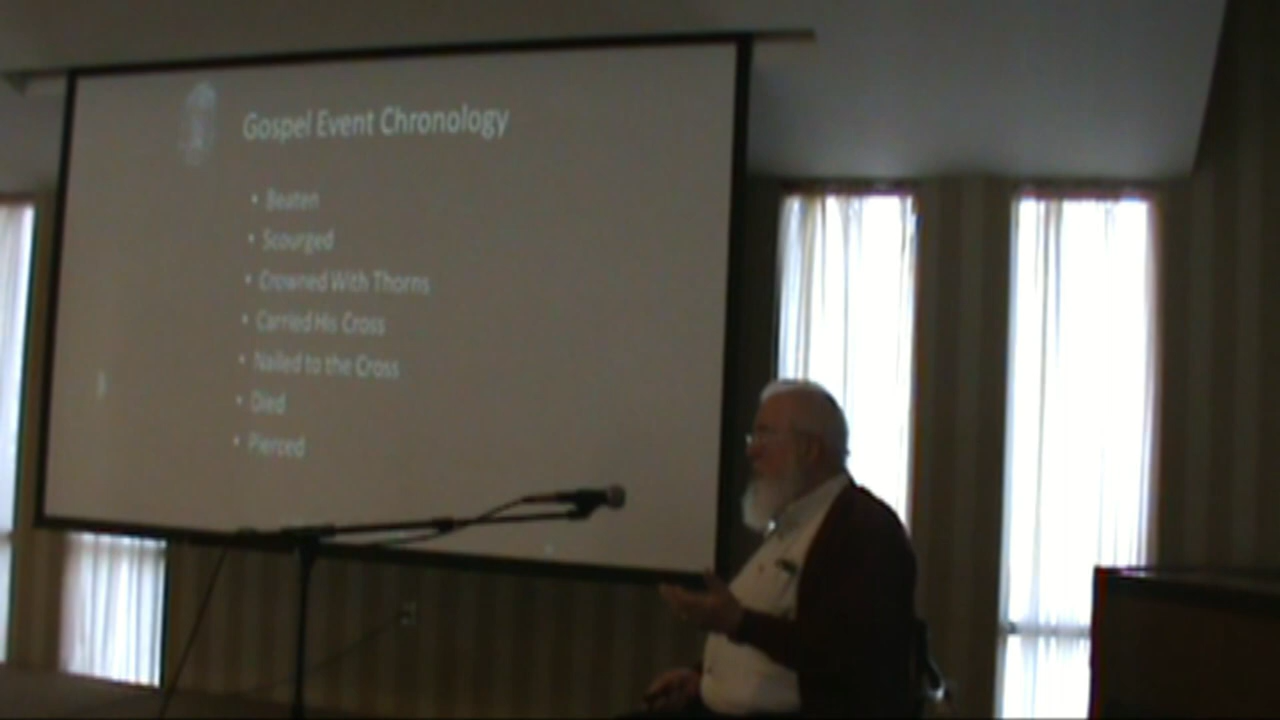 Gospel Event Chronology
• Beaten
• Scourged
• Crowned With Thorns
• Carried His Cross
• Nailed to the Cross
• Died
• Pierced